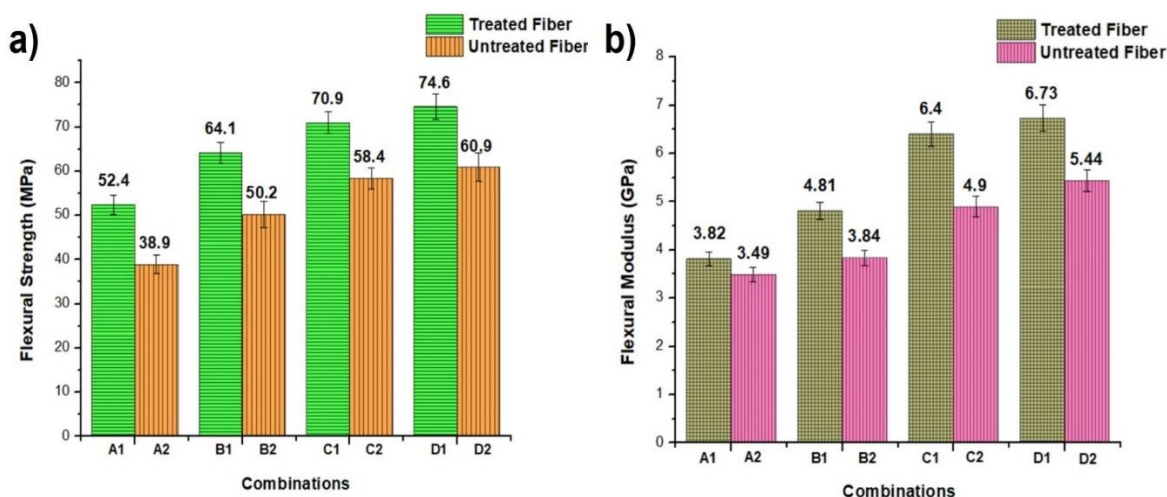 a)
Treated Fiber
Untreated Fiber
Flexural Strength (MPa)
80
70
60
50
40
30
20
10
0
52.4
38.9
64.1
50.2
70.9
58.4
74.6
60.9
A1 A2 B1 B2 C1 C2 D1 D2
Combinations
b)
Treated Fiber
Untreated Fiber
Flexural Modulus (GPa)
8
7
6
5
4
3
2
1
0
3.82
3.49
4.81
3.84
6.4
4.9
6.73
5.44
A1 A2 B1 B2 C1 C2 D1 D2
Combinations